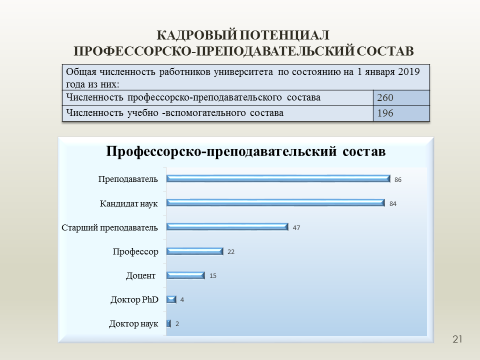 КАДРОВЫЙ ПОТЕНЦИАЛ
ПРОФЕССОРСКО-ПРЕПОДАВАТЕЛЬСКИЙ СОСТАВ
Общая численность работников университета по состоянию на 1 января 2019
года из них:
Численность профессорско-преподавательского состава 260
Численность учебно -вспомогательного состава 196
Профессорско-преподавательский состав
Преподаватель 86
Кандидат наук 84
Старший преподаватель 47
Профессор 22
Доцент 15
Доктор PhD 4
Доктор наук 2
21